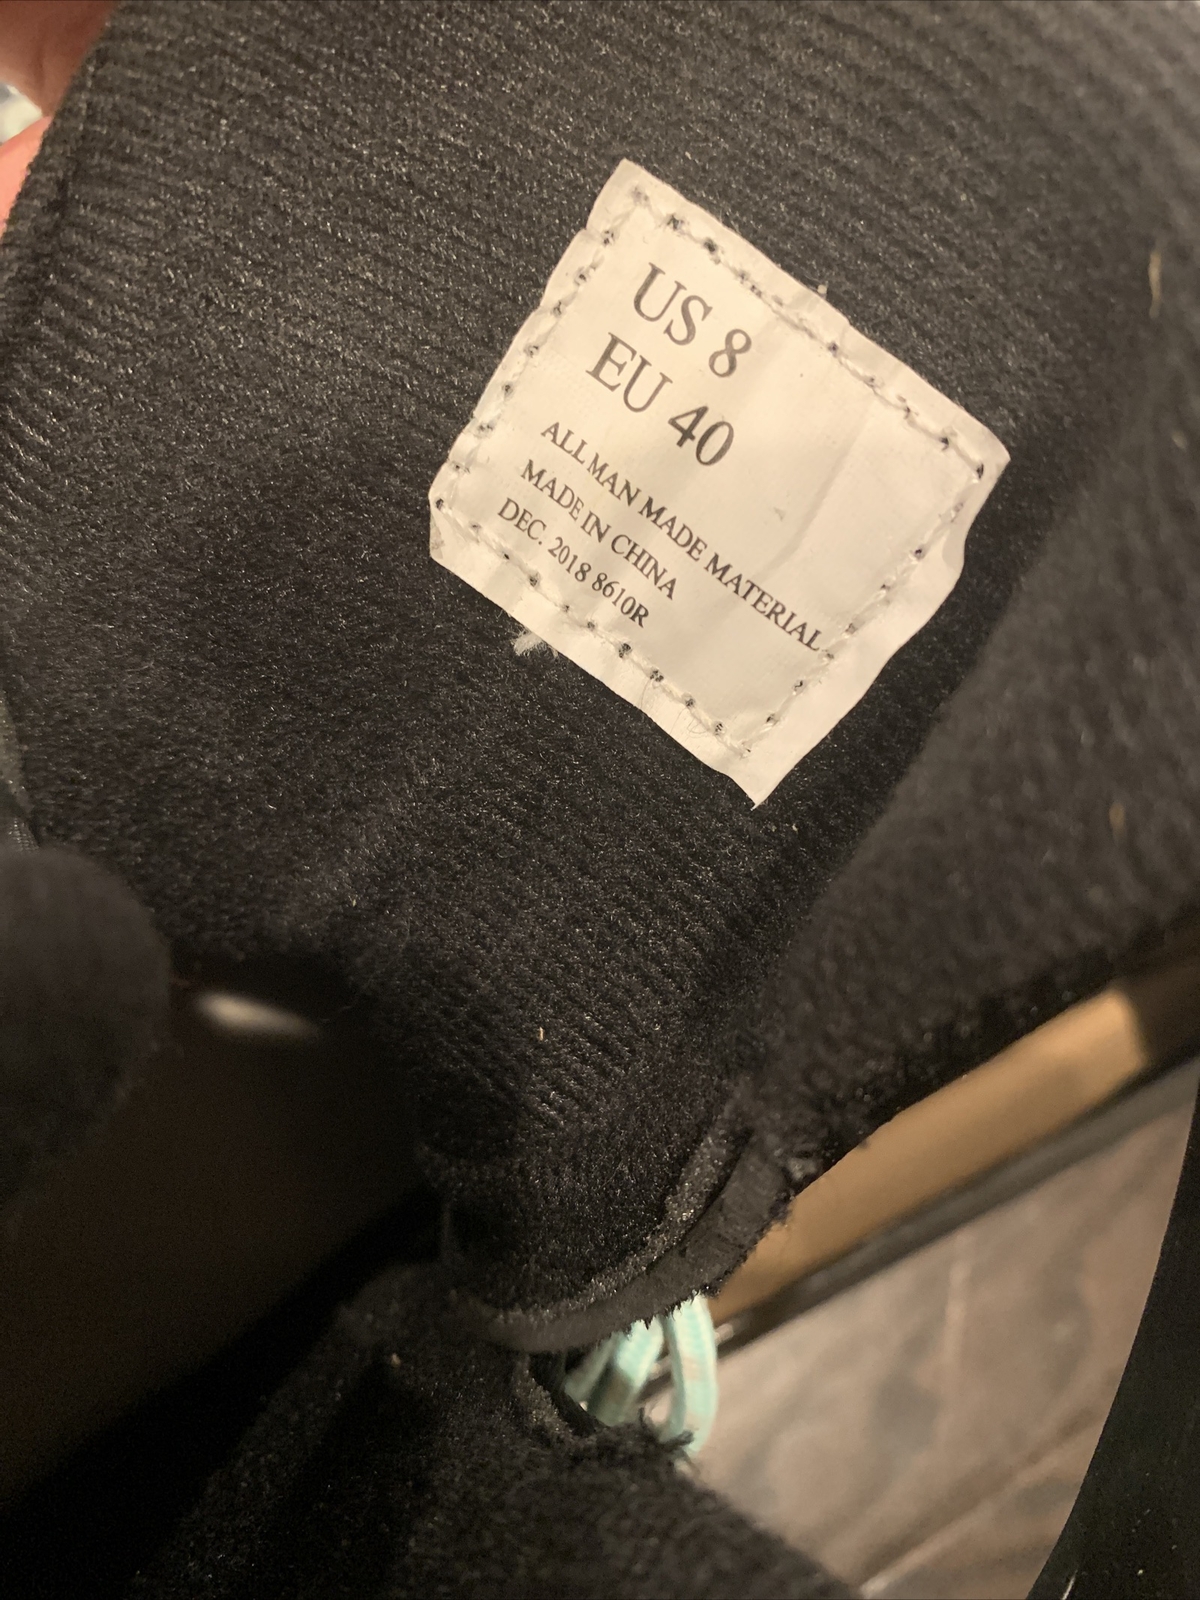 US 8
EU 40
ALL MAN MADE MATERIAL
MADE IN CHINA
DEC. 2018 8610R